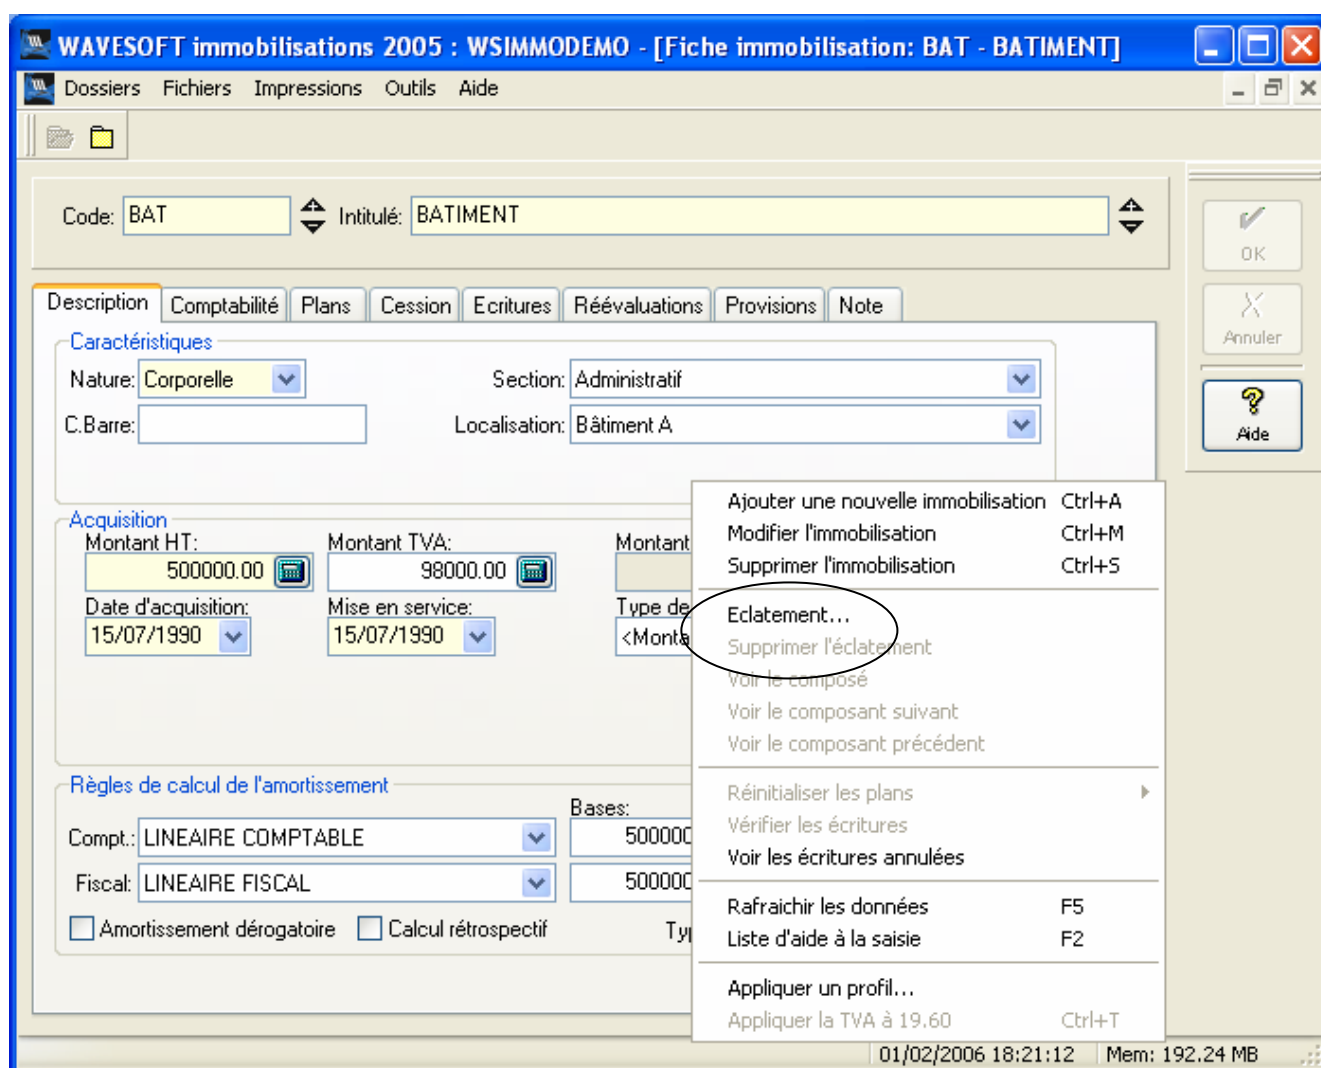 WAVESOFT immobilisations 2005 : WSIMMODEMO - [Fiche immobilisation: BAT - BATIMENT]
Dossiers Fichiers Impressions Outils Aide
Code: BAT Intitulé: BATIMENT
OK
Annuler
Aide
Description Comptabilité Plans Cession Ecritures Réévaluations Provisions Note
Caractéristiques
Nature: Corporelle Section: Administratif
C.Barre: Localisation: Bâtiment A
Acquisition
Montant HT: Montant TVA: Montant
500000.00 98000.00
Date d'acquisition: Mise en service: Type de
15/07/1990 15/07/1990 <Monta
Règles de calcul de l'amortissement
Bases:
Compt.: LINEAIRE COMPTABLE 500000
Fiscal: LINEAIRE FISCAL 500000
Amortissement dérogatoire Calcul rétrospectif Ty
Ajouter une nouvelle immobilisation Ctrl+A
Modifier l'immobilisation Ctrl+M
Supprimer l'immobilisation Ctrl+S
Eclatement...
Supprimer l'éclatement
Voir le composé
Voir le composant suivant
Voir le composant précédent
Réinitialiser les plans
Vérifier les écritures
Voir les écritures annulées
Rafraichir les données F5
Liste d'aide à la saisie F2
Appliquer un profil...
Appliquer la TVA à 19.60 Ctrl+T
01/02/2006 18:21:12 Mem: 192.24 MB